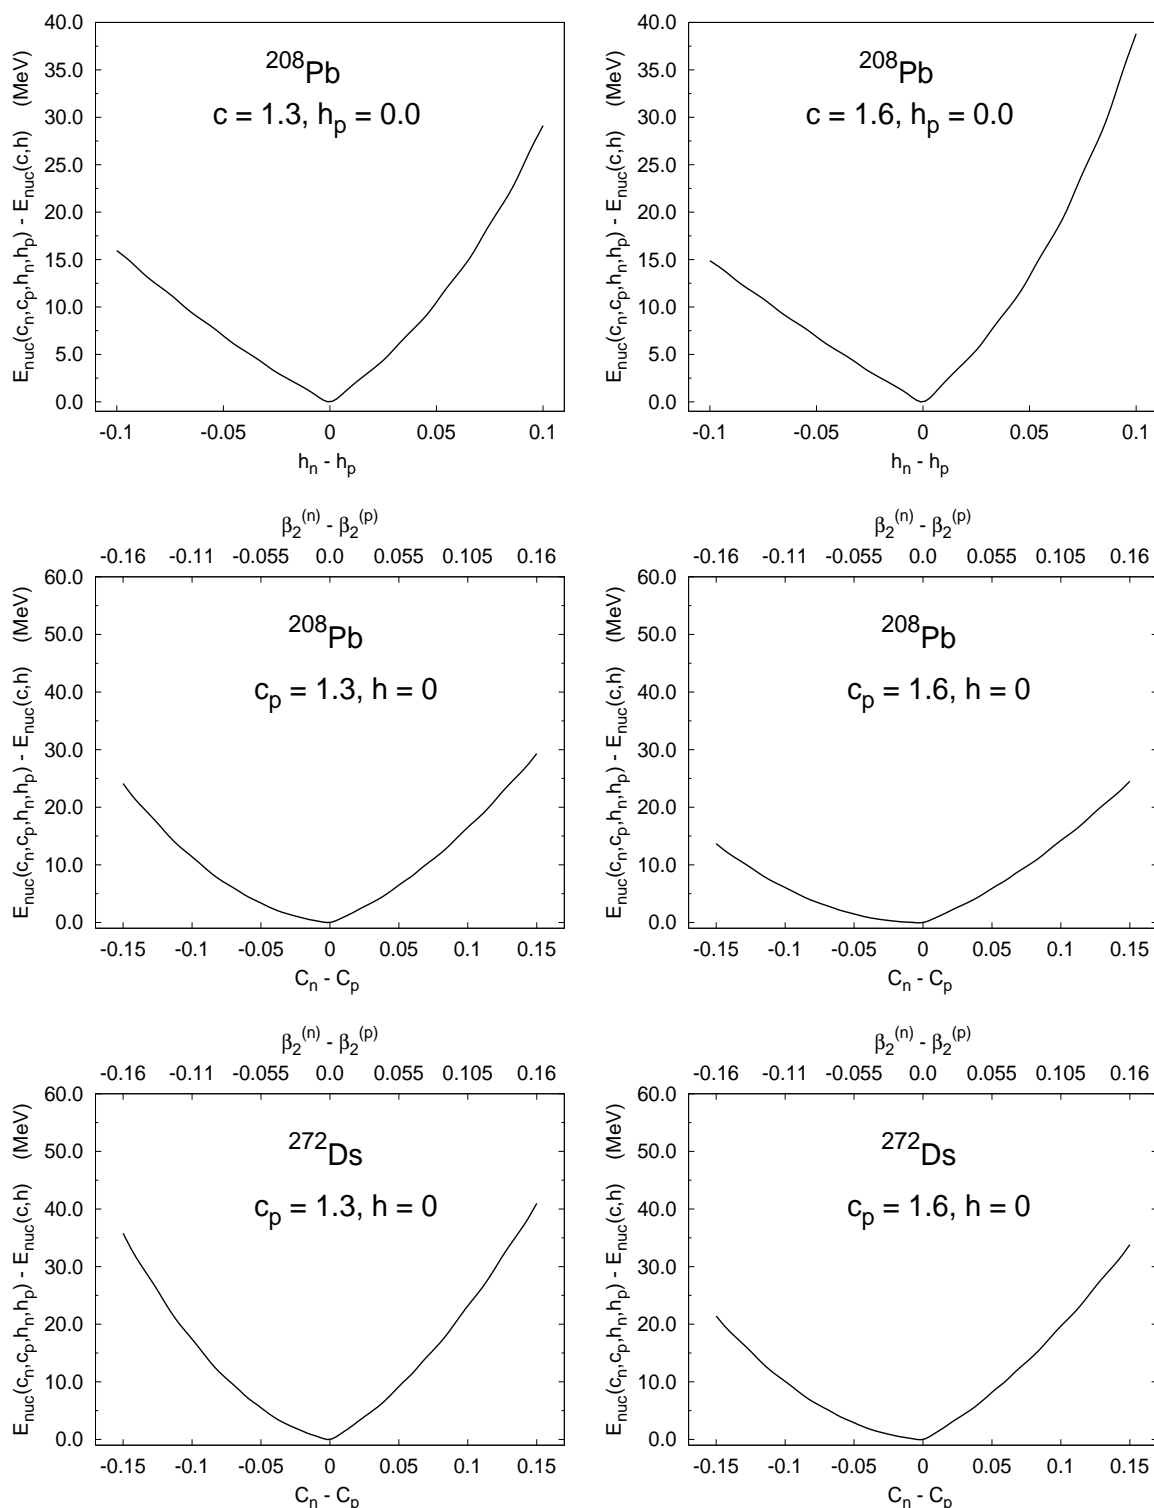 40.0
35.0
30.0
25.0
20.0
15.0
10.0
5.0
0.0
E_nuc(c_n,c_p,h_n,h_p) - E_nuc(c,h) (MeV)
²⁰⁸Pb
c = 1.3, h_p = 0.0
-0.1 -0.05 0 0.05 0.1
h_n - h_p
40.0
35.0
30.0
25.0
20.0
15.0
10.0
5.0
0.0
E_nuc(c_n,c_p,h_n,h_p) - E_nuc(c,h) (MeV)
²⁰⁸Pb
c = 1.6, h_p = 0.0
-0.1 -0.05 0 0.05 0.1
h_n - h_p
β₂⁽ⁿ⁾ - β₂⁽ᵖ⁾
-0.16 -0.11 -0.055 0.0 0.055 0.105 0.16
60.0
50.0
40.0
30.0
20.0
10.0
0.0
E_nuc(c_n,c_p,h_n,h_p) - E_nuc(c,h) (MeV)
²⁰⁸Pb
c_p = 1.3, h = 0
-0.15 -0.1 -0.05 0 0.05 0.1 0.15
C_n - C_p
β₂⁽ⁿ⁾ - β₂⁽ᵖ⁾
-0.16 -0.11 -0.055 0.0 0.055 0.105 0.16
60.0
50.0
40.0
30.0
20.0
10.0
0.0
E_nuc(c_n,c_p,h_n,h_p) - E_nuc(c,h) (MeV)
²⁰⁸Pb
c_p = 1.6, h = 0
-0.15 -0.1 -0.05 0 0.05 0.1 0.15
C_n - C_p
β₂⁽ⁿ⁾ - β₂⁽ᵖ⁾
-0.16 -0.11 -0.055 0.0 0.055 0.105 0.16
60.0
50.0
40.0
30.0
20.0
10.0
0.0
E_nuc(c_n,c_p,h_n,h_p) - E_nuc(c,h) (MeV)
²⁷²Ds
c_p = 1.3, h = 0
-0.15 -0.1 -0.05 0 0.05 0.1 0.15
C_n - C_p
β₂⁽ⁿ⁾ - β₂⁽ᵖ⁾
-0.16 -0.11 -0.055 0.0 0.055 0.105 0.16
60.0
50.0
40.0
30.0
20.0
10.0
0.0
E_nuc(c_n,c_p,h_n,h_p) - E_nuc(c,h) (MeV)
²⁷²Ds
c_p = 1.6, h = 0
-0.15 -0.1 -0.05 0 0.05 0.1 0.15
C_n - C_p